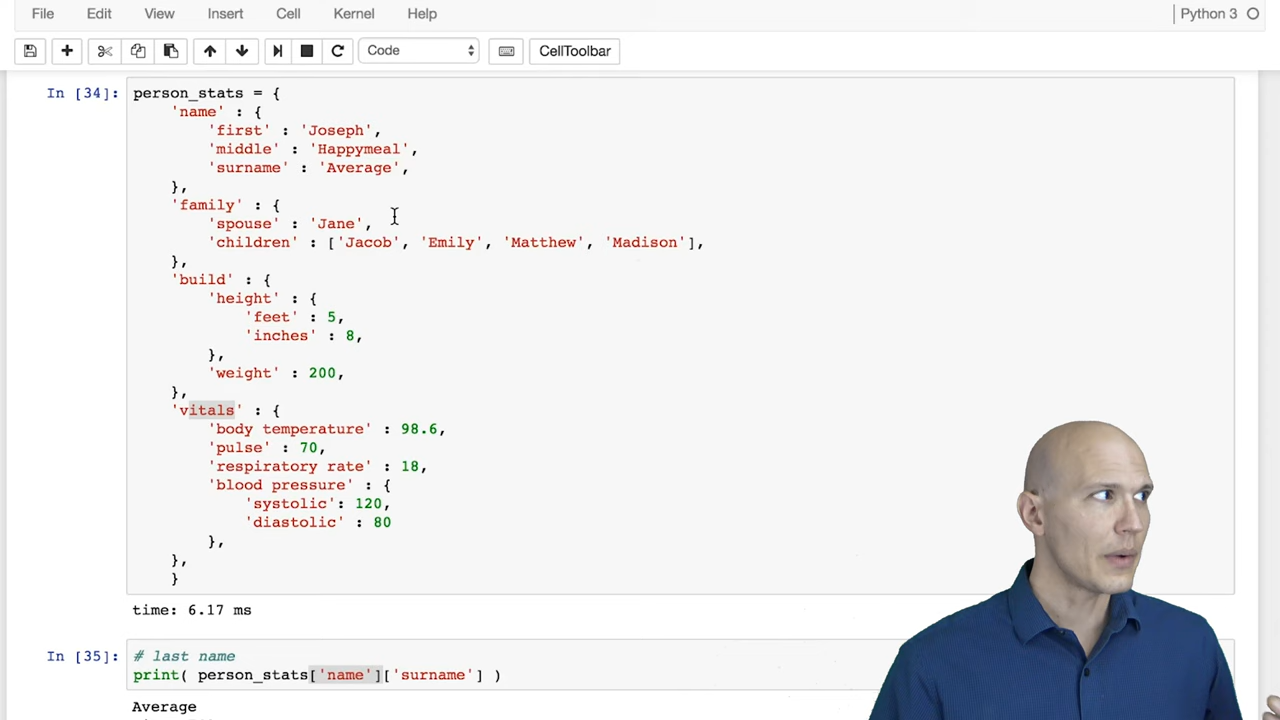 File Edit View Insert Cell Kernel Help Python 3
Code CellToolbar
In [34]: person_stats = {
'name' : {
'first' : 'Joseph',
'middle' : 'Happymeal',
'surname' : 'Average',
},
'family' : {
'spouse' : 'Jane',
'children' : ['Jacob', 'Emily', 'Matthew', 'Madison'],
},
'build' : {
'height' : {
'feet' : 5,
'inches' : 8,
},
'weight' : 200,
},
'vitals' : {
'body temperature' : 98.6,
'pulse' : 70,
'respiratory rate' : 18,
'blood pressure' : {
'systolic': 120,
'diastolic' : 80
},
},
}
time: 6.17 ms
In [35]: # last name
print( person_stats['name']['surname'] )
Average